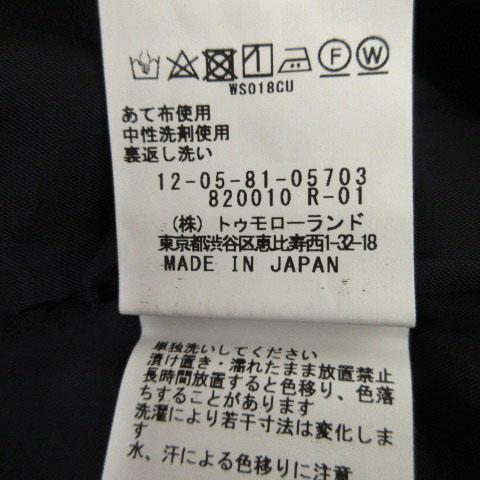 F W
WS018CU
あて布使用
中性洗剤使用
裏返し洗い
12-05-81-05703
820010 R-01
(株)トゥモローランド
東京都渋谷区恵比寿西1-32-18
MADE IN JAPAN
単独洗いしてください
漬け置き・濡れたまま放置禁止
長時間放置すると色移り、色落
ちすることがあります
洗濯により若干寸法は変化しま
す
水、汗による色移りに注意